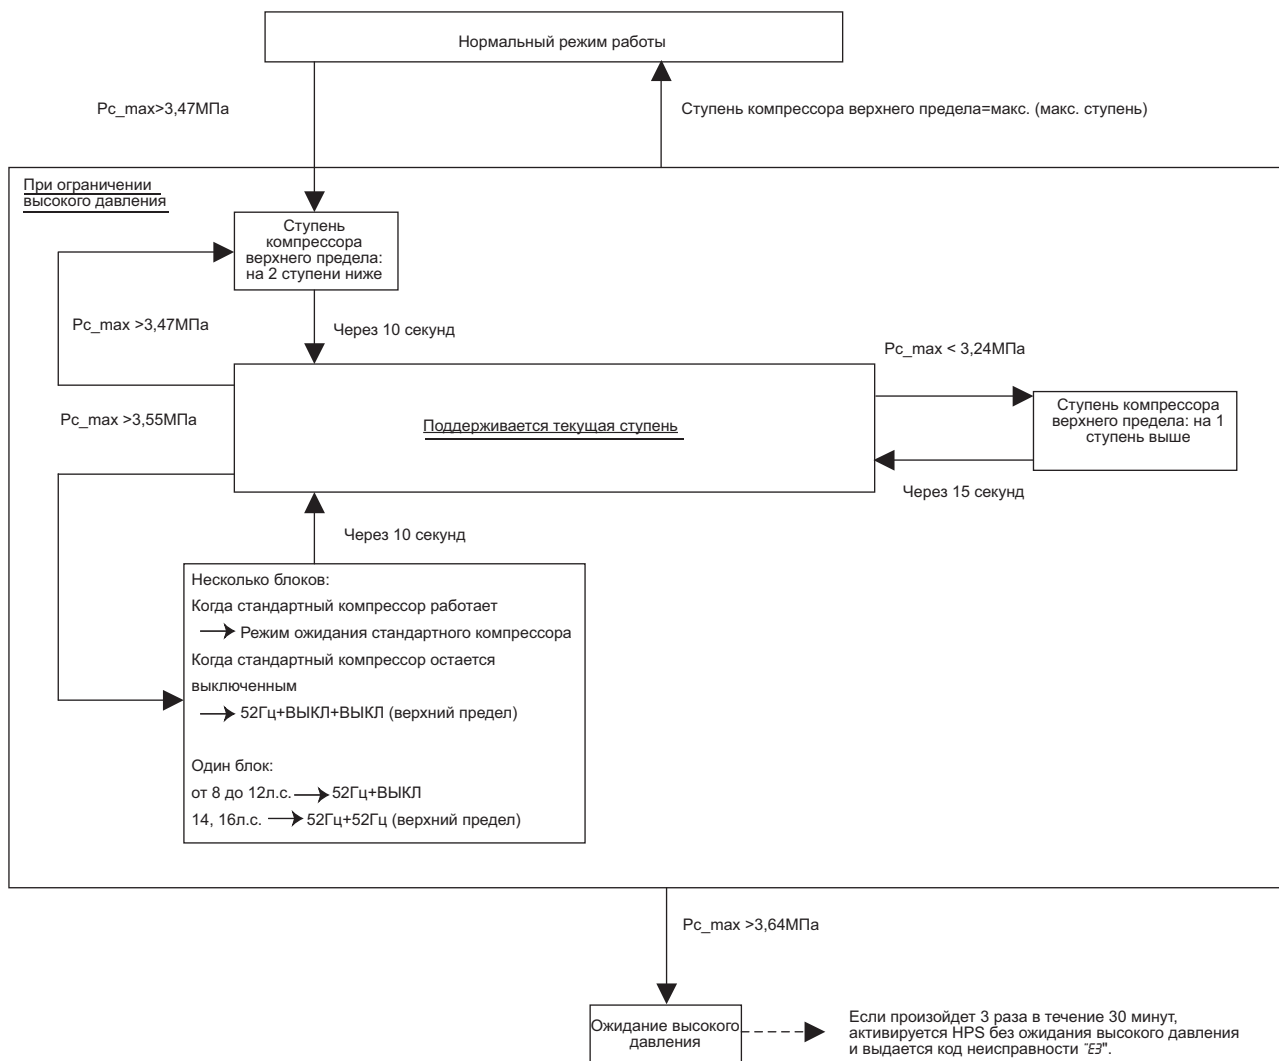 Нормальный режим работы
Pc_max>3,47МПа
Ступень компрессора верхнего предела=макс. (макс. ступень)
При ограничении
высокого давления
Ступень
компрессора
верхнего предела:
на 2 ступени ниже
Pc_max >3,47МПа
Через 10 секунд
Pc_max < 3,24МПа
Pc_max >3,55МПа
Поддерживается текущая ступень
Ступень компрессора
верхнего предела: на 1
ступень выше
Через 15 секунд
Через 10 секунд
Несколько блоков:
Когда стандартный компрессор работает
Режим ожидания стандартного компрессора
Когда стандартный компрессор остается
выключенным
52Гц+ВЫКЛ+ВЫКЛ (верхний предел)
Один блок:
от 8 до 12л.с. → 52Гц+ВЫКЛ
14, 16л.с. → 52Гц+52Гц (верхний предел)
Pc_max >3,64МПа
Ожидание высокого
давления
Если произойдет 3 раза в течение 30 минут,
активируется HPS без ожидания высокого давления
и выдается код неисправности "E3".